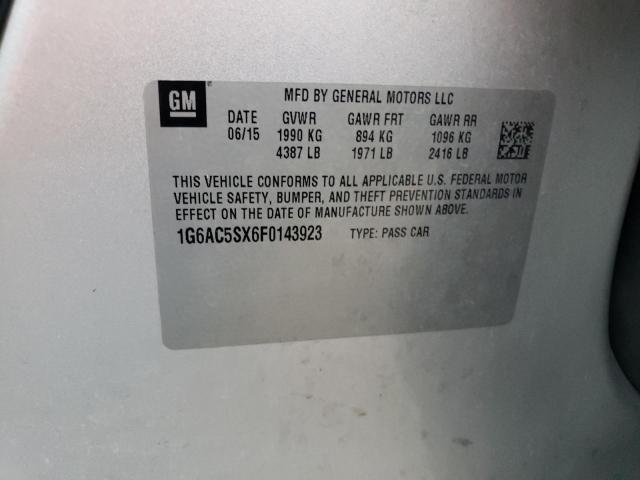 GM
MFD BY GENERAL MOTORS LLC
DATE GVWR GAWR FRT GAWR RR
06/15 1990 KG 894 KG 1096 KG
4387 LB 1971 LB 2416 LB
THIS VEHICLE CONFORMS TO ALL APPLICABLE U.S. FEDERAL MOTOR
VEHICLE SAFETY, BUMPER, AND THEFT PREVENTION STANDARDS IN
EFFECT ON THE DATE OF MANUFACTURE SHOWN ABOVE.
1G6AC5SX6F0143923 TYPE: PASS CAR